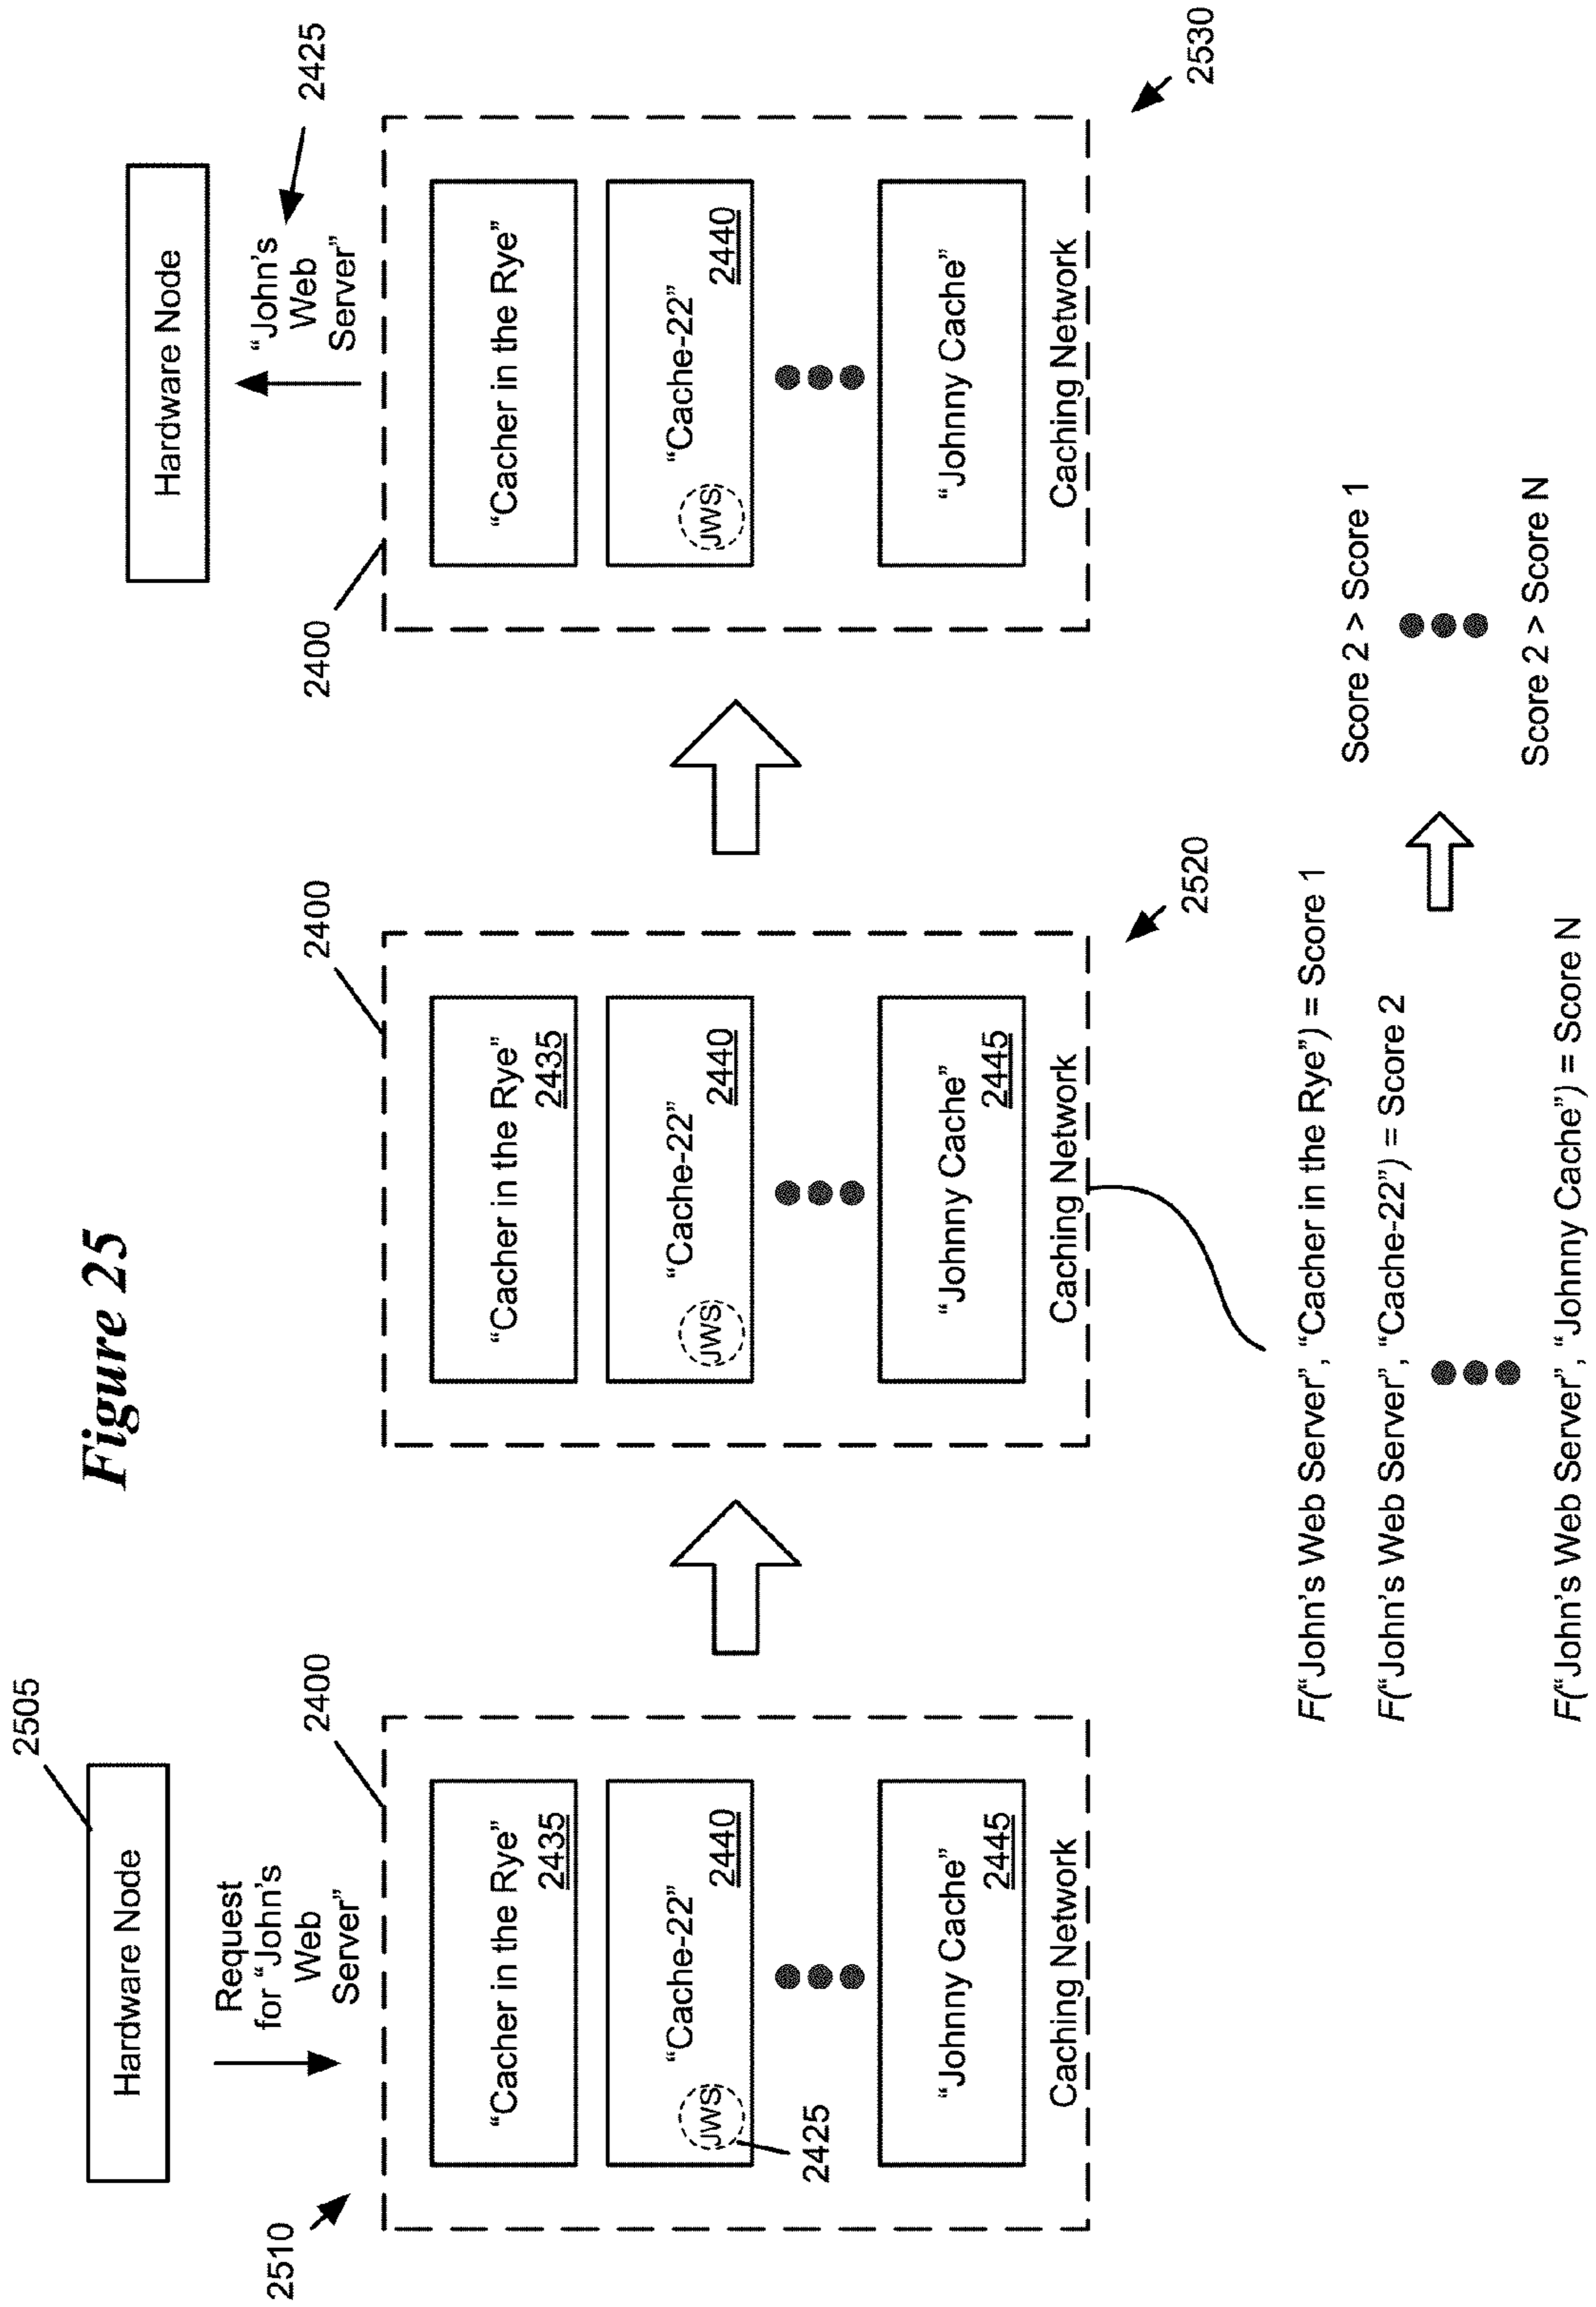 Figure 25
2505
Hardware Node
2510
Request
for “John's
Web
Server”
2400
“Cacher in the Rye”
2435
“Cache-22”
2440
JWS
2425
“Johnny Cache”
2445
Caching Network
2400
“Cacher in the Rye”
2435
“Cache-22”
2440
JWS
“Johnny Cache”
2445
Caching Network
2520
F(“John's Web Server”, “Cacher in the Rye”) = Score 1
F(“John's Web Server”, “Cache-22”) = Score 2
F(“John's Web Server”, “Johnny Cache”) = Score N
Score 2 > Score 1
Score 2 > Score N
Hardware Node
“John's
Web
Server”
2425
2400
“Cacher in the Rye”
“Cache-22”
2440
JWS
“Johnny Cache”
Caching Network
2530